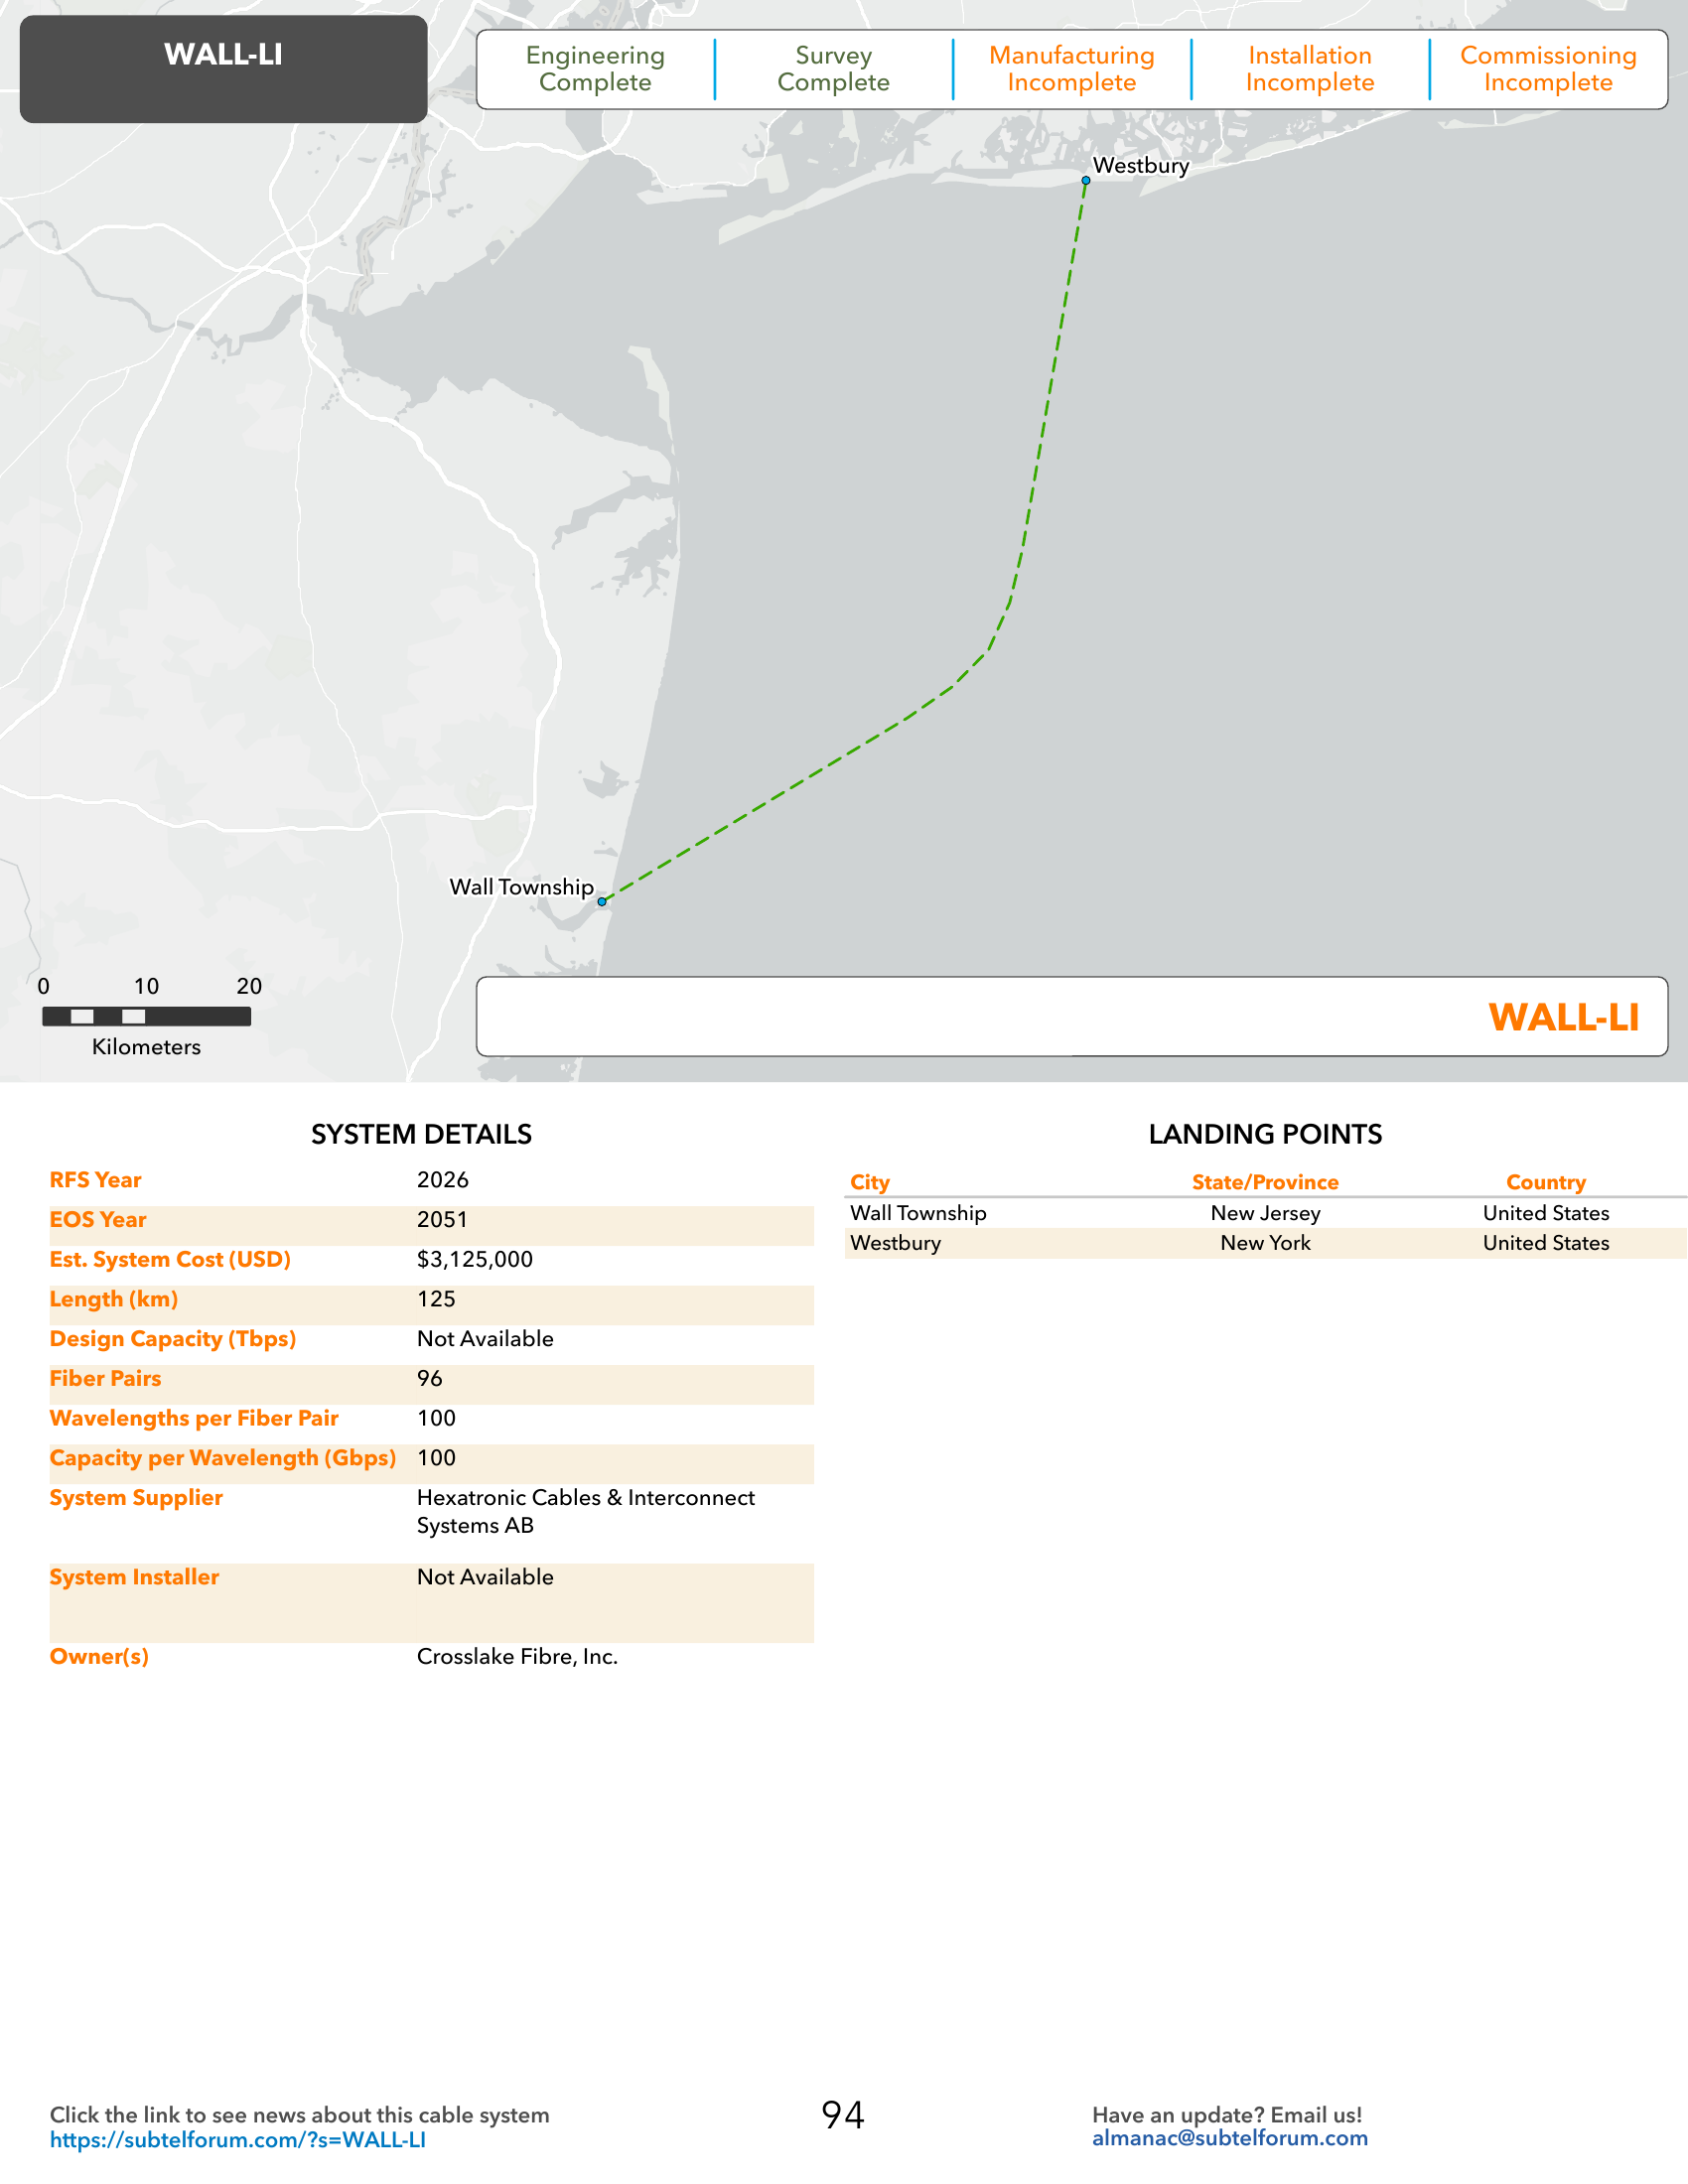 WALL-LI
Engineering
Complete
Survey
Complete
Manufacturing
Incomplete
Installation
Incomplete
Commissioning
Incomplete
Westbury
Wall Township
0 10 20
Kilometers
WALL-LI
SYSTEM DETAILS
RFS Year 2026
EOS Year 2051
Est. System Cost (USD) $3,125,000
Length (km) 125
Design Capacity (Tbps) Not Available
Fiber Pairs 96
Wavelengths per Fiber Pair 100
Capacity per Wavelength (Gbps) 100
System Supplier Hexatronic Cables & Interconnect
Systems AB
System Installer Not Available
Owner(s) Crosslake Fibre, Inc.
LANDING POINTS
City State/Province Country
Wall Township New Jersey United States
Westbury New York United States
Click the link to see news about this cable system
https://subtelforum.com/?s=WALL-LI
94
Have an update? Email us!
almanac@subtelforum.com